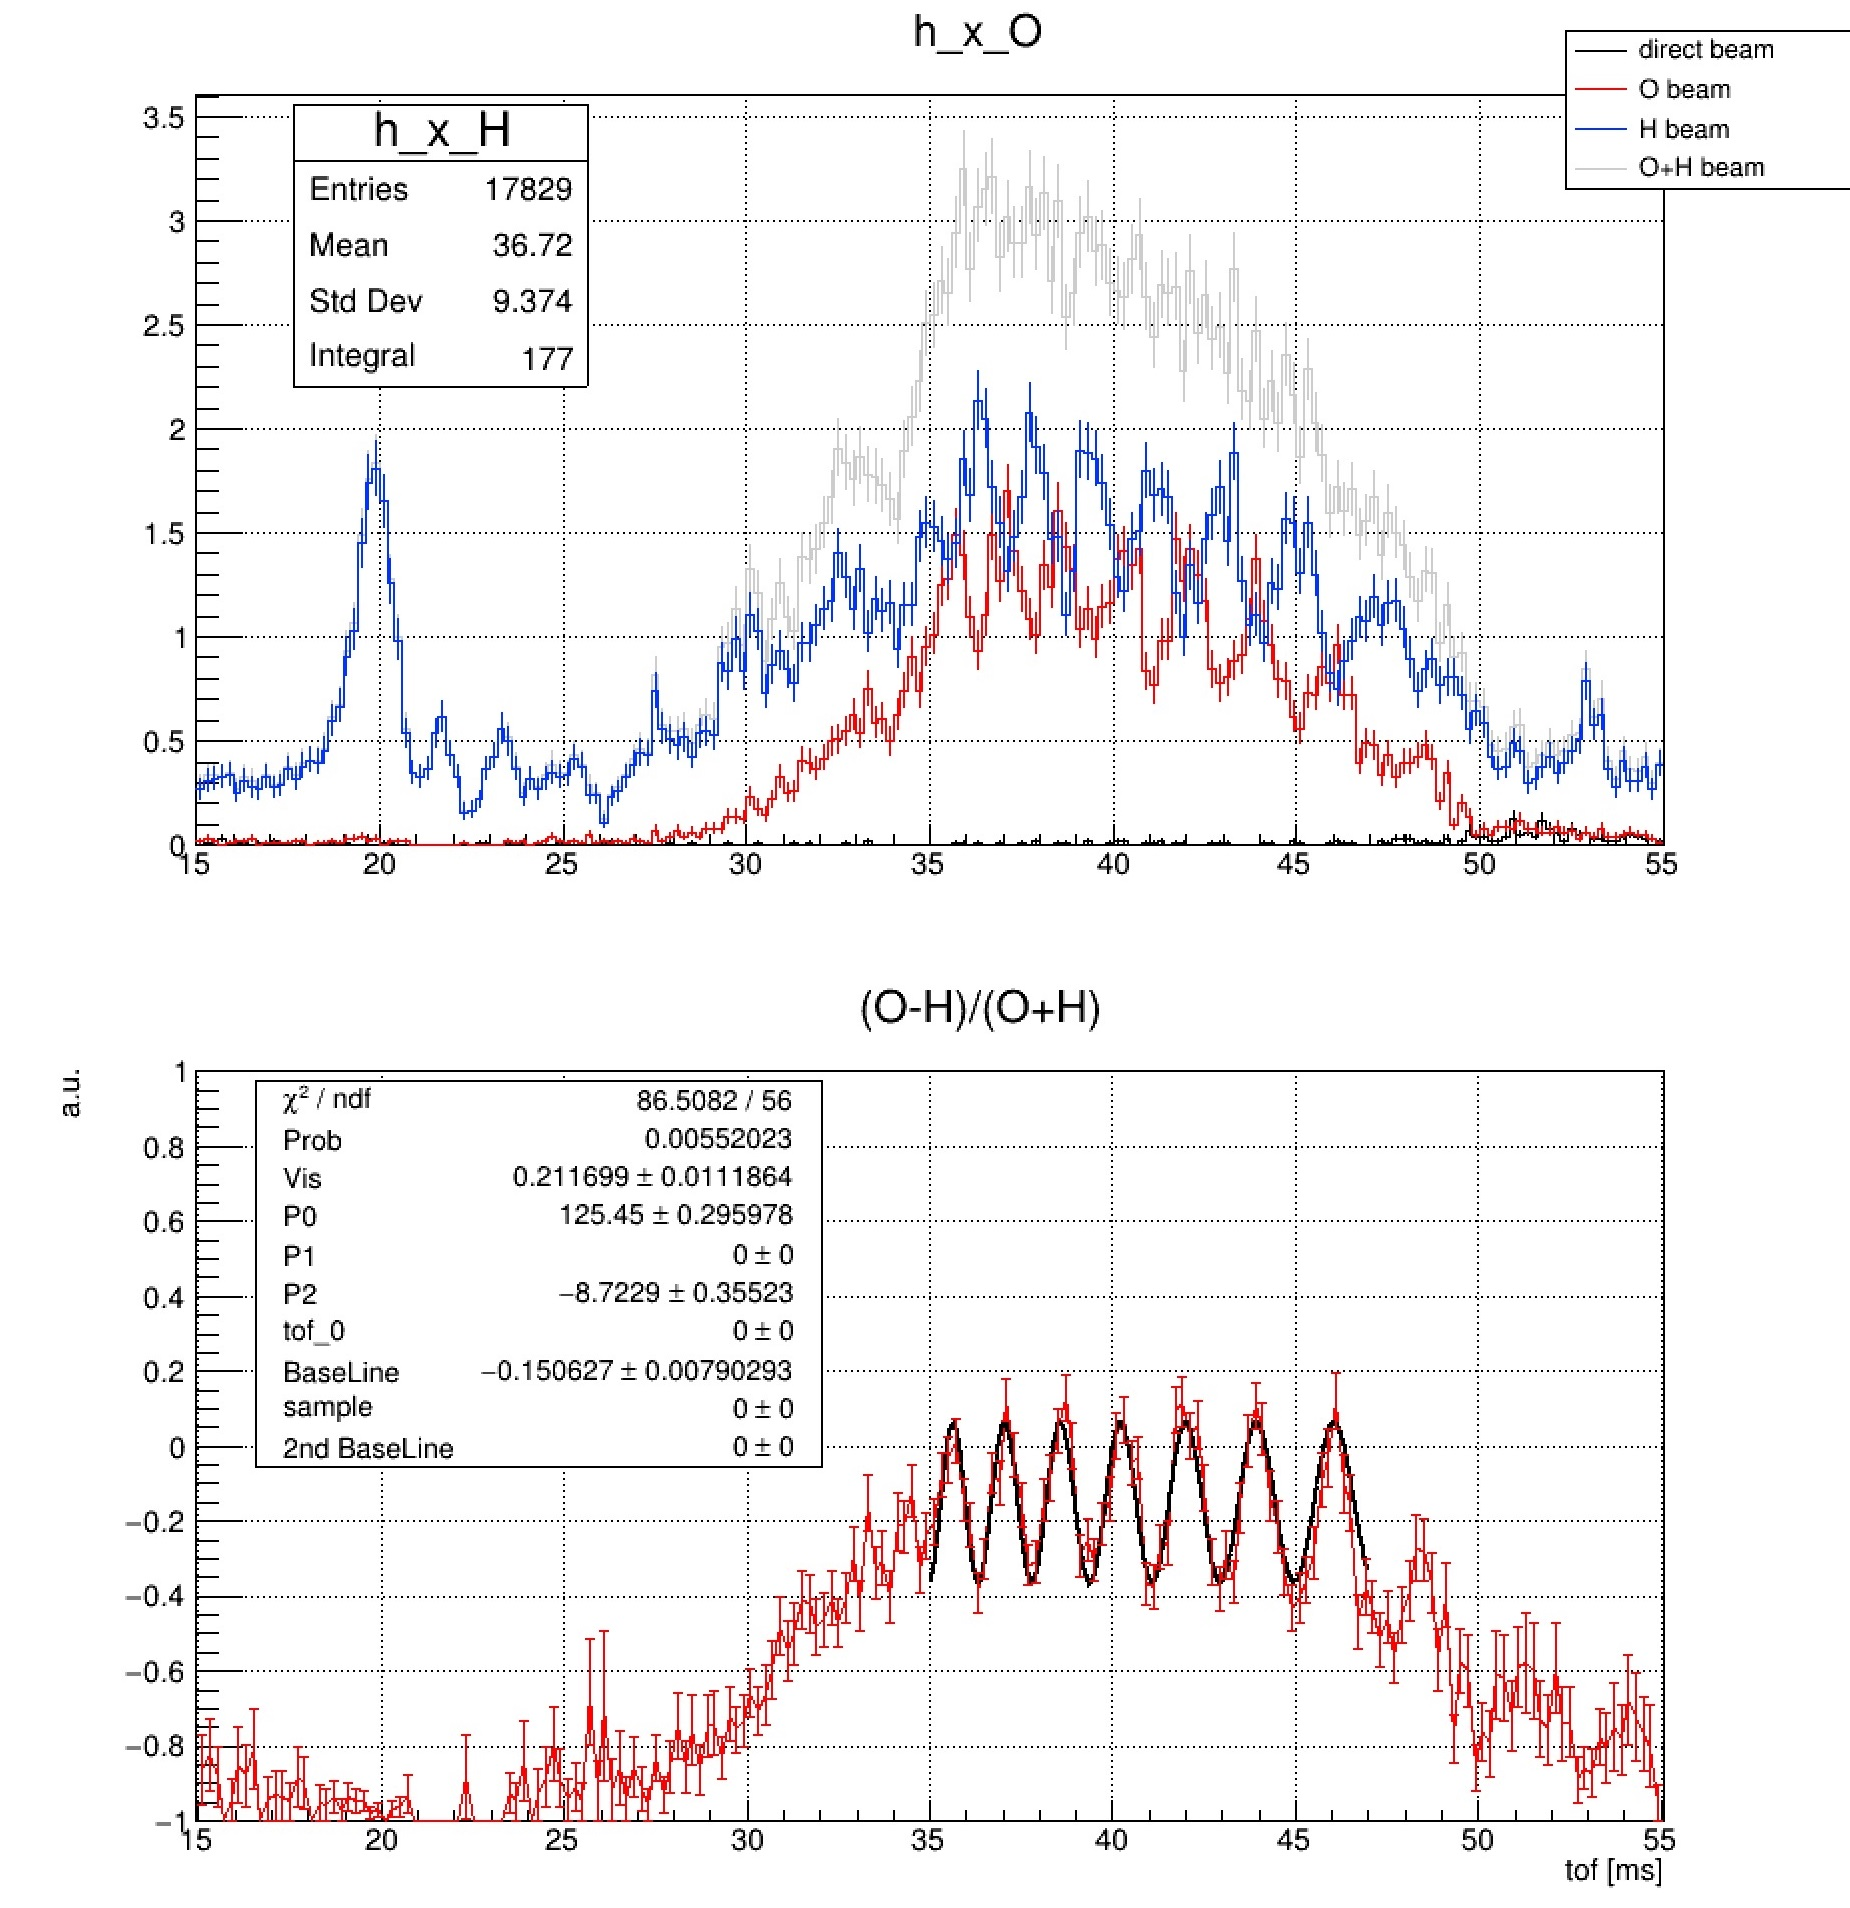 h_x_O
direct beam
O beam
H beam
O+H beam
h_x_H
Entries 17829
Mean 36.72
Std Dev 9.374
Integral 177
3.5
3
2.5
2
1.5
1
0.5
0
15 20 25 30 35 40 45 50 55
(O-H)/(O+H)
a.u.
χ² / ndf 86.5082 / 56
Prob 0.00552023
Vis 0.211699 ± 0.0111864
P0 125.45 ± 0.295978
P1 0 ± 0
P2 −8.7229 ± 0.35523
tof_0 0 ± 0
BaseLine −0.150627 ± 0.00790293
sample 0 ± 0
2nd BaseLine 0 ± 0
1
0.8
0.6
0.4
0.2
0
−0.2
−0.4
−0.6
−0.8
−1
15 20 25 30 35 40 45 50 55
tof [ms]